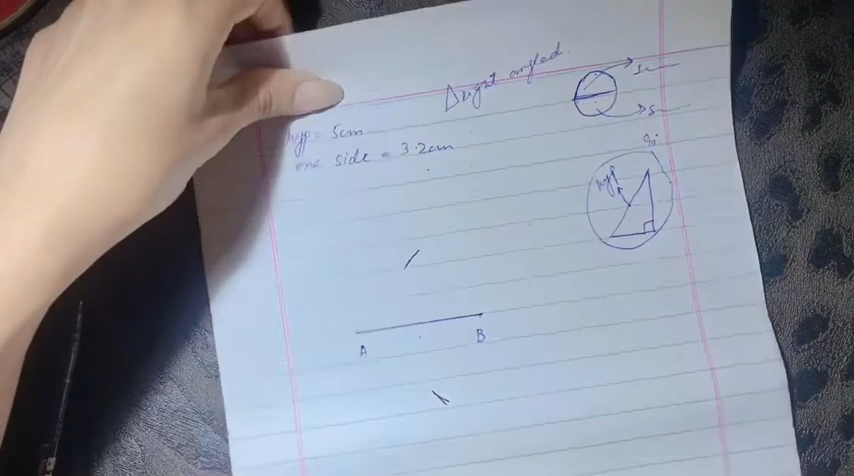 △ right angled.
hyp = 5cm
one side = 3.2cm
90°
hyp
A
B